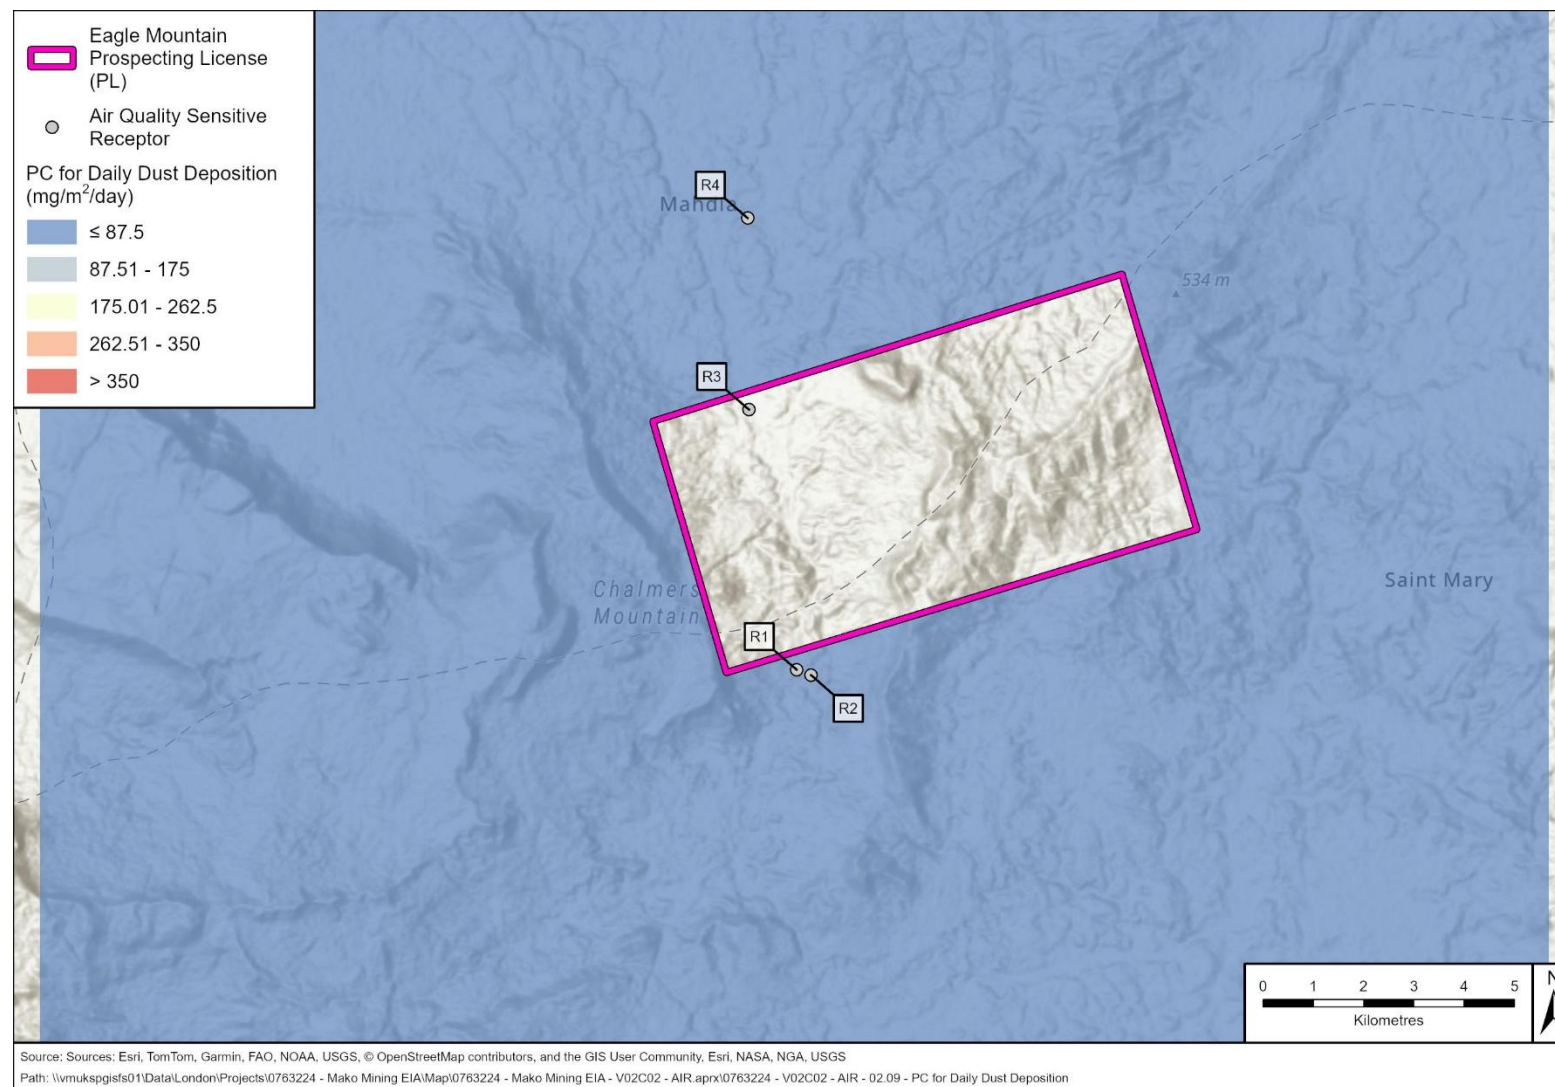 Eagle Mountain
Prospecting License
(PL)
Air Quality Sensitive
Receptor
PC for Daily Dust Deposition
(mg/m²/day)
≤ 87.5
87.51 - 175
175.01 - 262.5
262.51 - 350
> 350
R4
Mahdia
534 m
R3
Saint Mary
Chalmers
Mountain
R1
R2
0 1 2 3 4 5
Kilometres
N
Source: Sources: Esri, TomTom, Garmin, FAO, NOAA, USGS, © OpenStreetMap contributors, and the GIS User Community, Esri, NASA, NGA, USGS
Path: \\vmukspgisfs01\Data\London\Projects\0763224 - Mako Mining EIA\Map\0763224 - Mako Mining EIA - V02C02 - AIR.aprx\0763224 - V02C02 - AIR - 02.09 - PC for Daily Dust Deposition